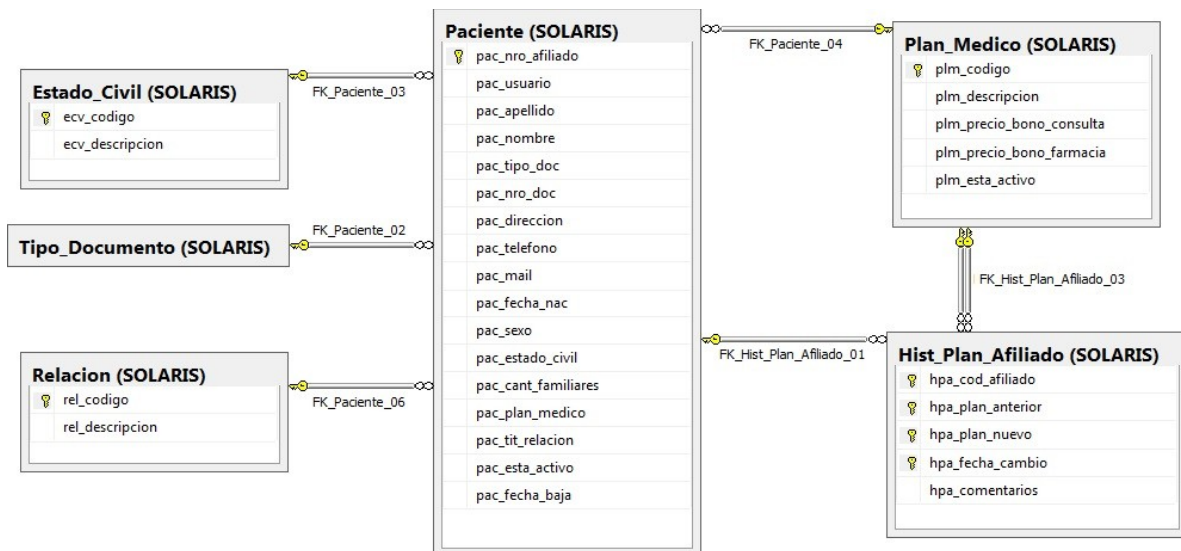 Estado_Civil (SOLARIS)
ecv_codigo
ecv_descripcion
FK_Paciente_03
Tipo_Documento (SOLARIS)
FK_Paciente_02
Relacion (SOLARIS)
rel_codigo
rel_descripcion
FK_Paciente_06
Paciente (SOLARIS)
pac_nro_afiliado
pac_usuario
pac_apellido
pac_nombre
pac_tipo_doc
pac_nro_doc
pac_direccion
pac_telefono
pac_mail
pac_fecha_nac
pac_sexo
pac_estado_civil
pac_cant_familiares
pac_plan_medico
pac_tit_relacion
pac_esta_activo
pac_fecha_baja
FK_Paciente_04
Plan_Medico (SOLARIS)
plm_codigo
plm_descripcion
plm_precio_bono_consulta
plm_precio_bono_farmacia
plm_esta_activo
FK_Hist_Plan_Afiliado_03
FK_Hist_Plan_Afiliado_01
Hist_Plan_Afiliado (SOLARIS)
hpa_cod_afiliado
hpa_plan_anterior
hpa_plan_nuevo
hpa_fecha_cambio
hpa_comentarios